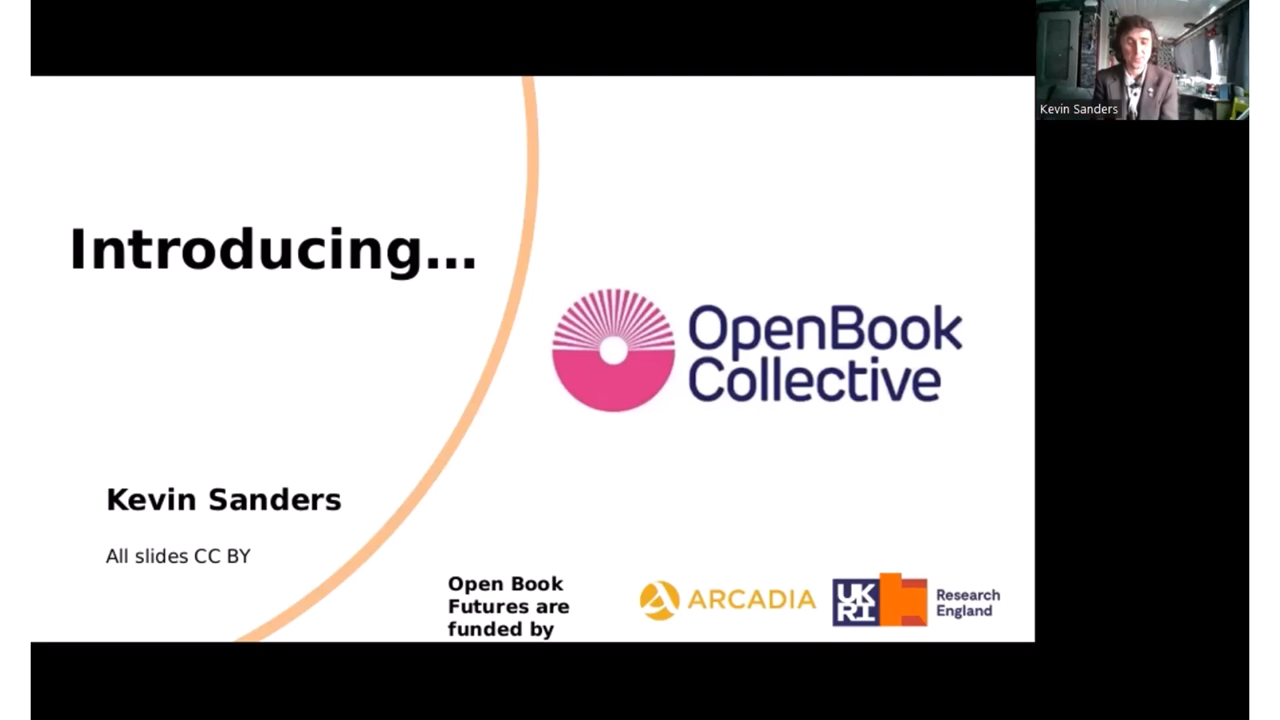 Kevin Sanders
Introducing...
OpenBook
Collective
Kevin Sanders
All slides CC BY
Open Book
Futures are
funded by
ARCADIA
UK
RI
Research
England